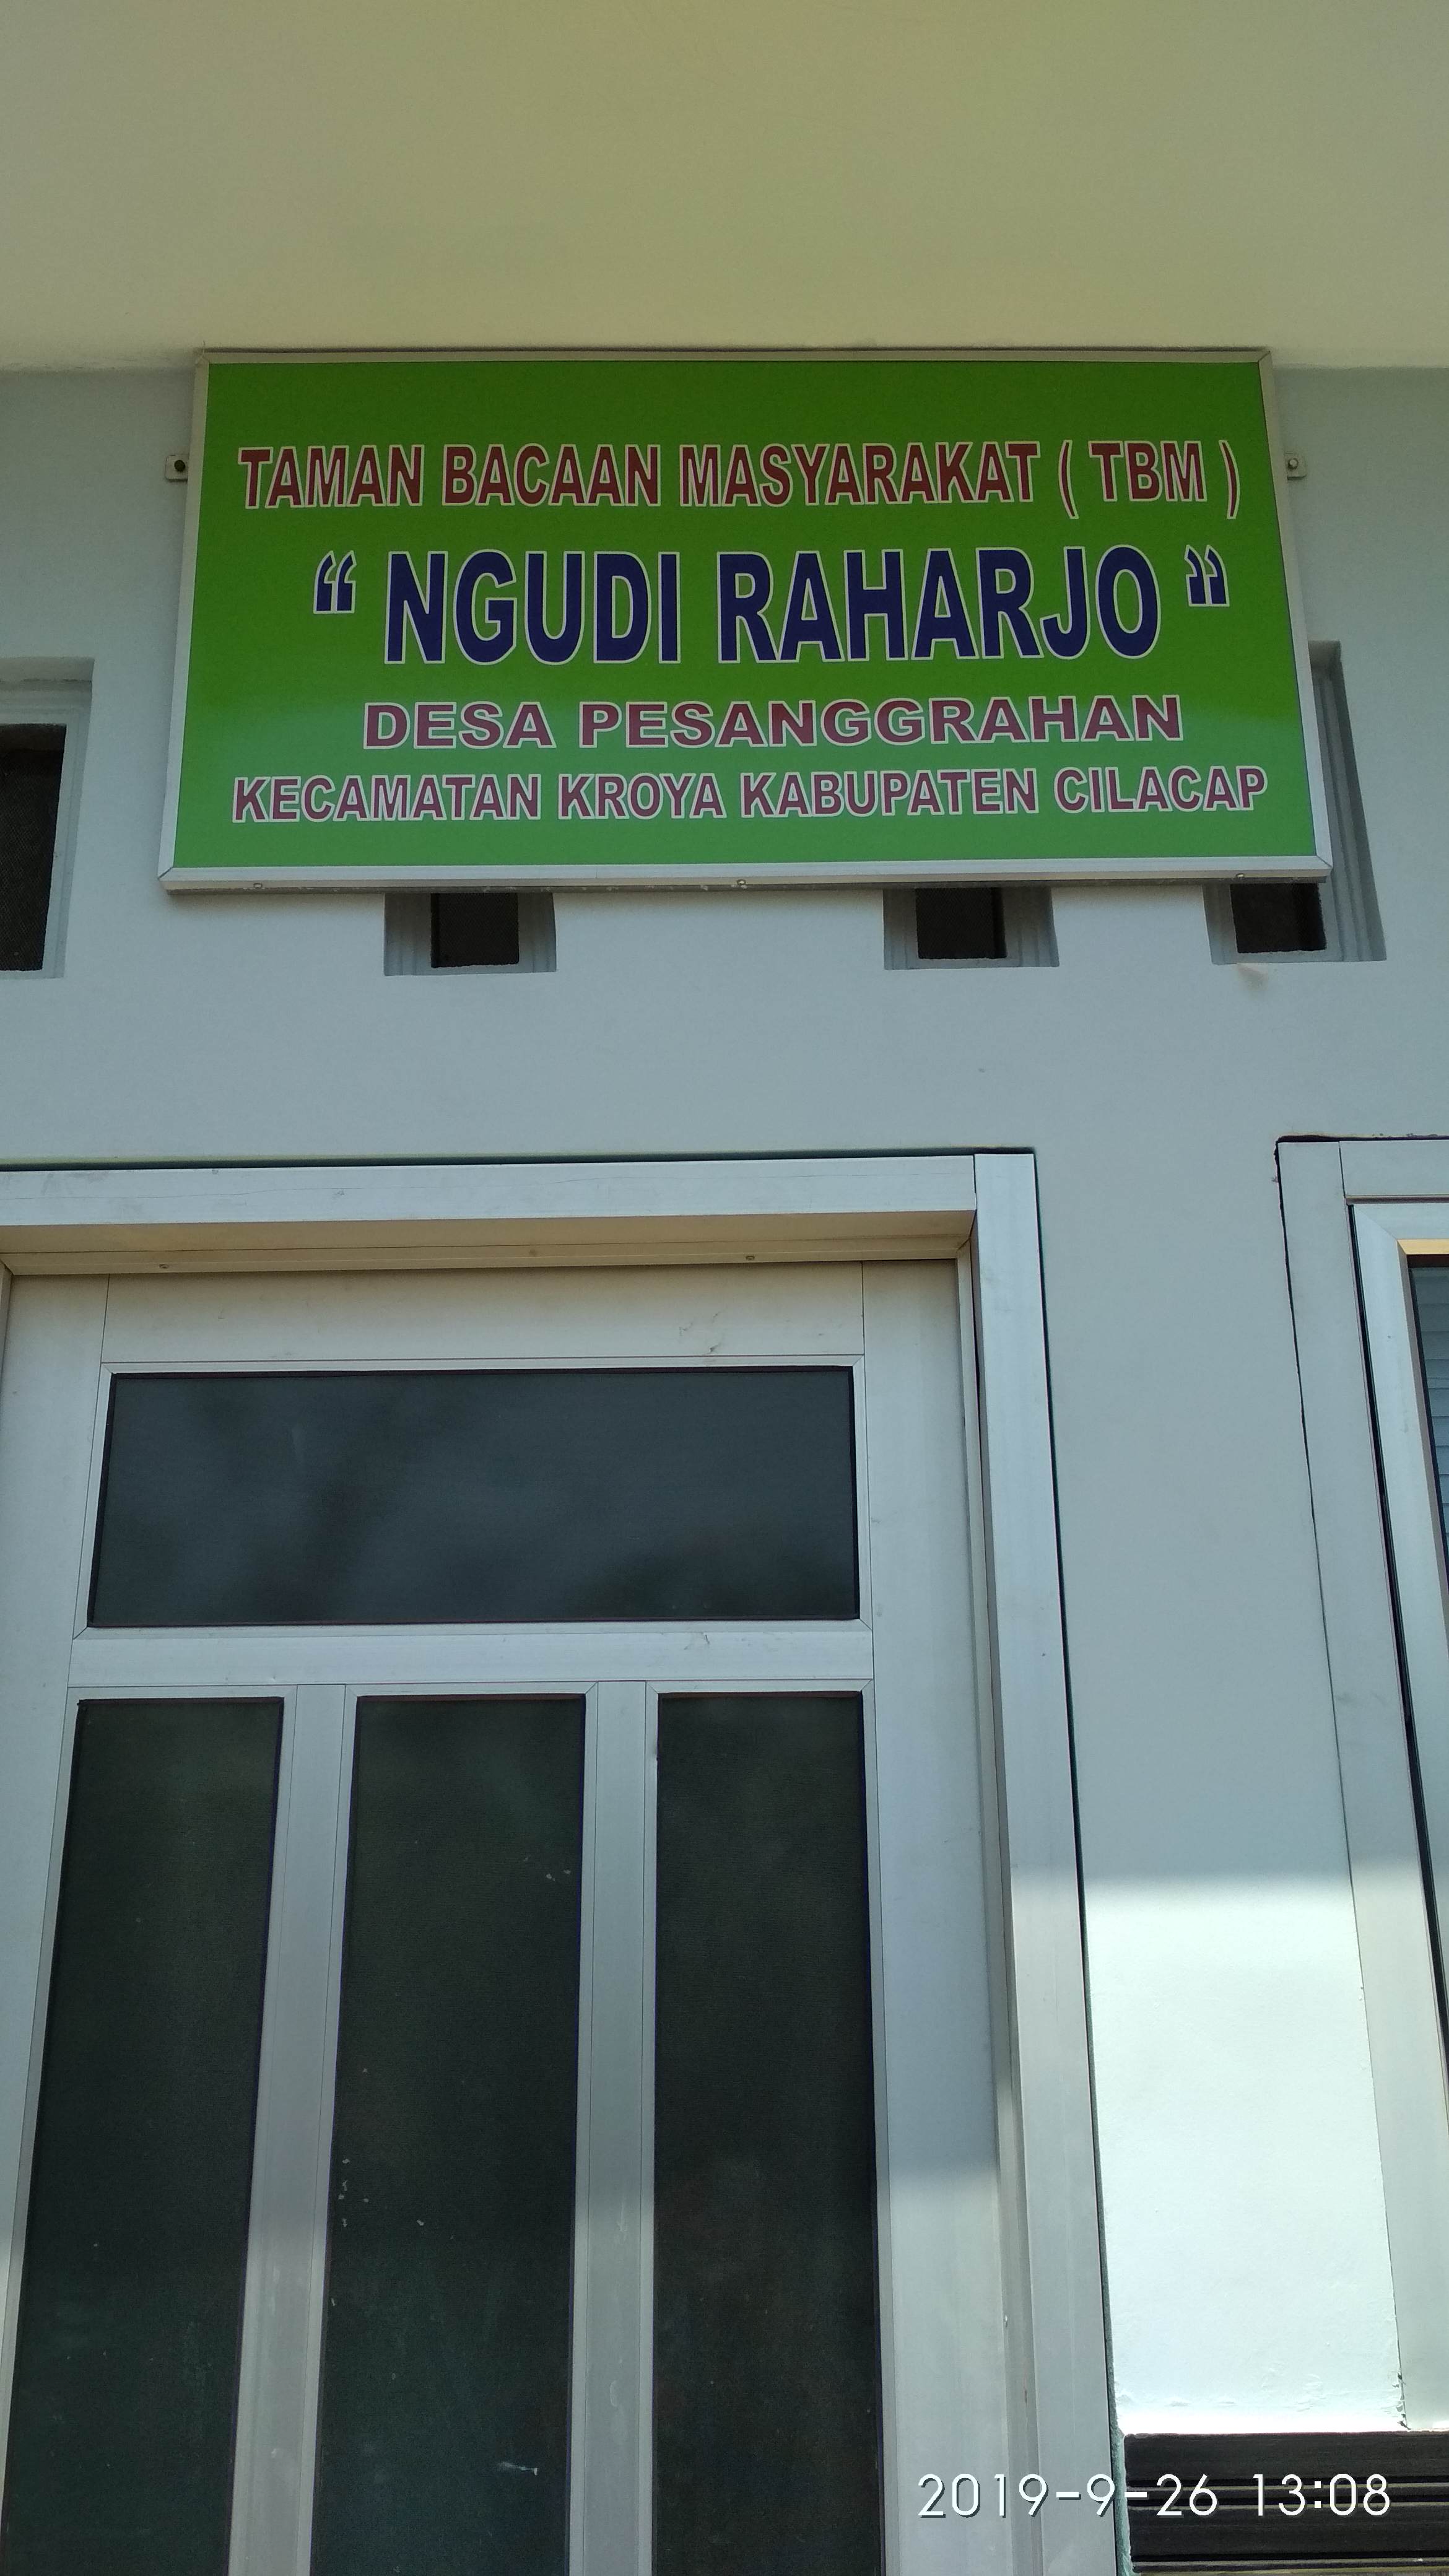 TAMAN BACAAN MASYARAKAT ( TBM )
“ NGUDI RAHARJO “
DESA PESANGGRAHAN
KECAMATAN KROYA KABUPATEN CILACAP
2019-9-26 13:08